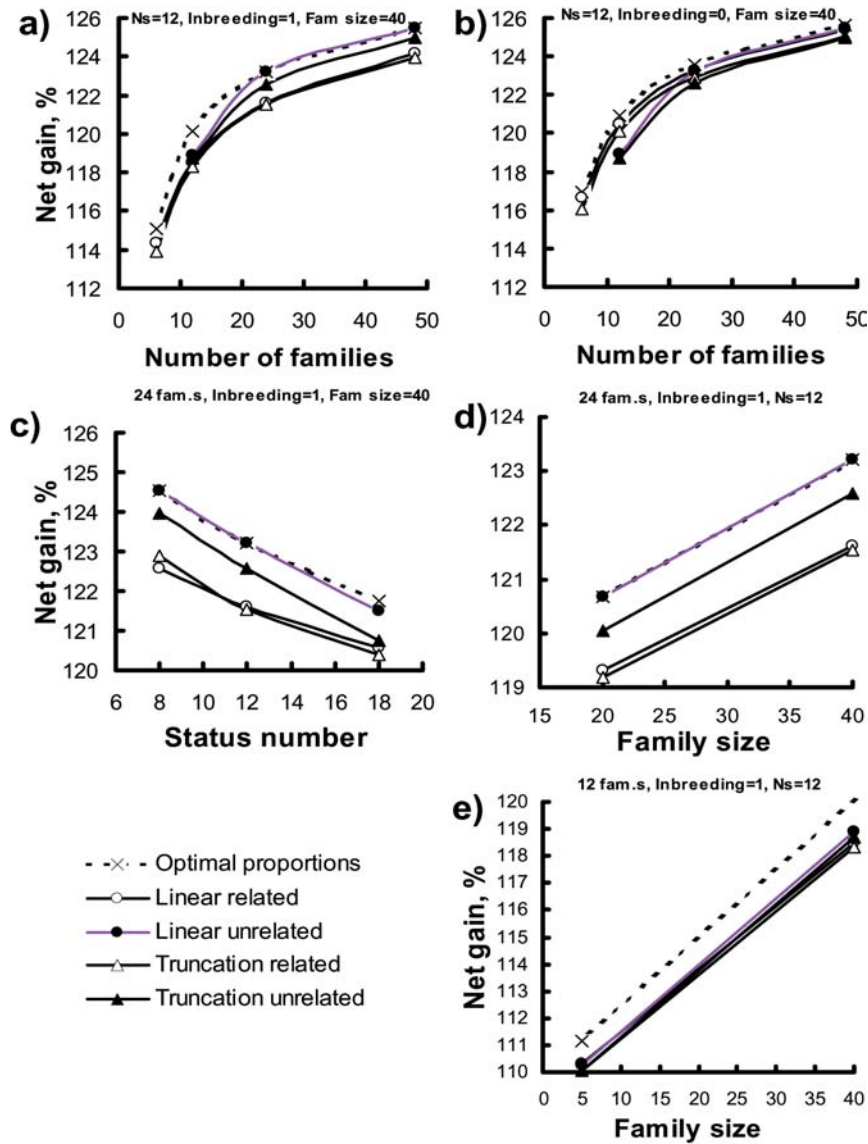 a)
Ns=12, Inbreeding=1, Fam size=40
Net gain, %
126
124
122
120
118
116
114
112
0 10 20 30 40 50
Number of families
b)
Ns=12, Inbreeding=0, Fam size=40
126
124
122
120
118
116
114
112
0 10 20 30 40 50
Number of families
c)
24 fam.s, Inbreeding=1, Fam size=40
Net gain, %
126
125
124
123
122
121
120
6 8 10 12 14 16 18 20
Status number
d)
24 fam.s, Inbreeding=1, Ns=12
124
123
122
121
120
119
15 20 25 30 35 40
Family size
Optimal proportions
Linear related
Linear unrelated
Truncation related
Truncation unrelated
e)
12 fam.s, Inbreeding=1, Ns=12
Net gain, %
120
119
118
117
116
115
114
113
112
111
110
0 5 10 15 20 25 30 35 40
Family size